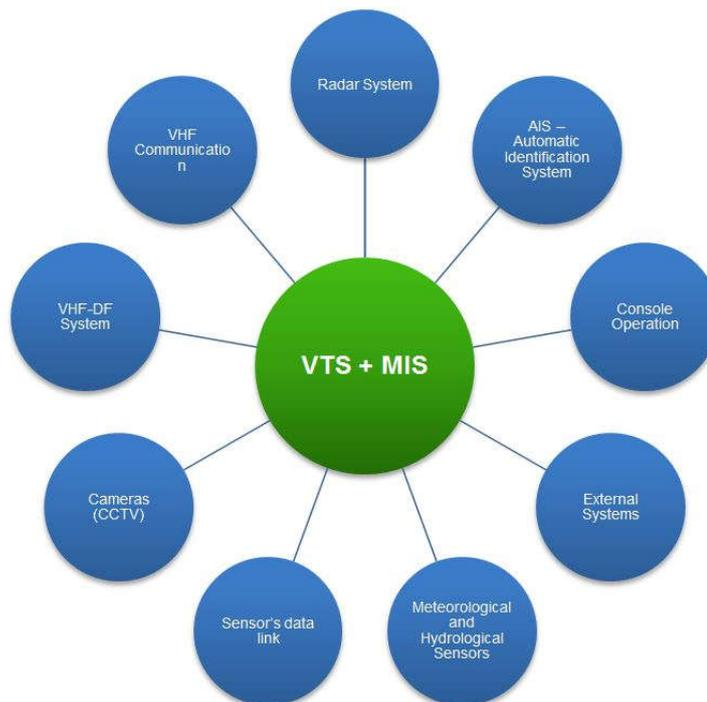 Radar System
AIS –
Automatic
Identification
System
Console
Operation
External
Systems
Meteorological
and
Hydrological
Sensors
Sensor's data
link
Cameras
(CCTV)
VHF-DF
System
VHF
Communicatio
n
VTS + MIS